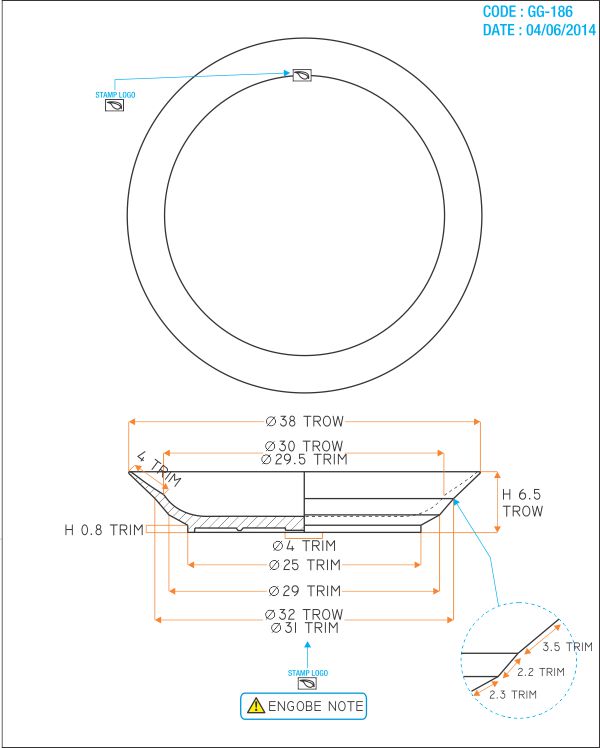 CODE : GG-186
DATE : 04/06/2014
STAMP LOGO
Ø 38 TROW
Ø 30 TROW
Ø 29.5 TRIM
4 TRIM
H 6.5
TROW
H 0.8 TRIM
Ø 4 TRIM
Ø 25 TRIM
Ø 29 TRIM
Ø 32 TROW
Ø 31 TRIM
3.5 TRIM
2.2 TRIM
2.3 TRIM
STAMP LOGO
ENGOBE NOTE